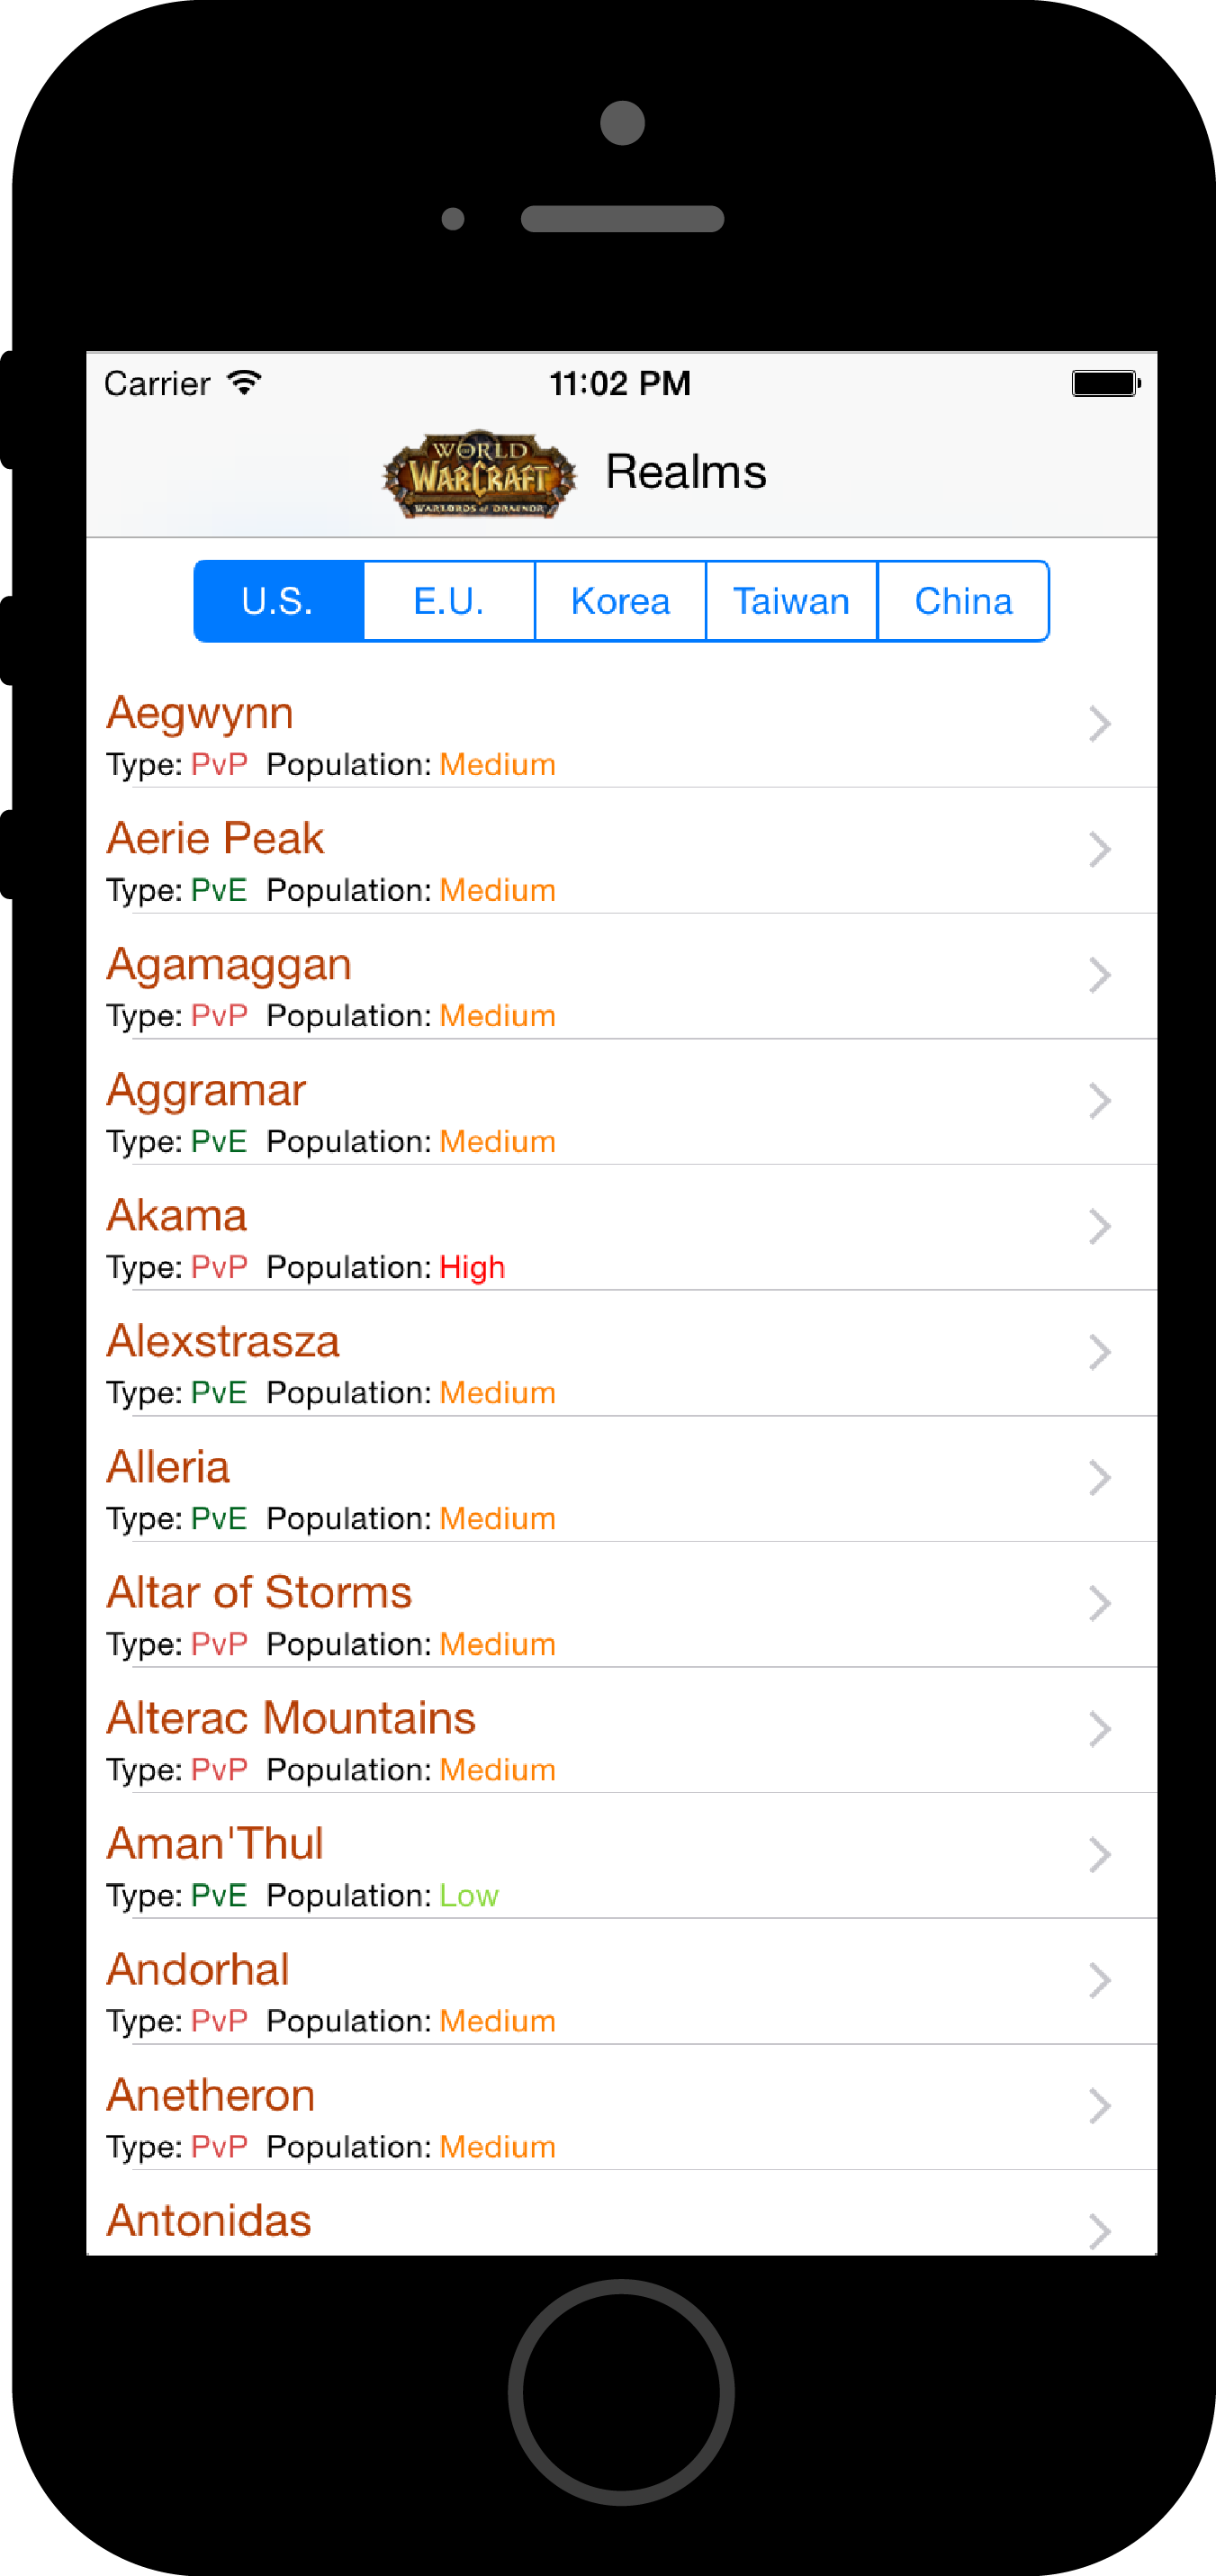 Carrier 11:02 PM
WORLD OF
WARCRAFT
WARLORDS of DRAENOR
Realms
U.S. E.U. Korea Taiwan China
Aegwynn
Type: PvP Population: Medium
Aerie Peak
Type: PvE Population: Medium
Agamaggan
Type: PvP Population: Medium
Aggramar
Type: PvE Population: Medium
Akama
Type: PvP Population: High
Alexstrasza
Type: PvE Population: Medium
Alleria
Type: PvE Population: Medium
Altar of Storms
Type: PvP Population: Medium
Alterac Mountains
Type: PvP Population: Medium
Aman'Thul
Type: PvE Population: Low
Andorhal
Type: PvP Population: Medium
Anetheron
Type: PvP Population: Medium
Antonidas